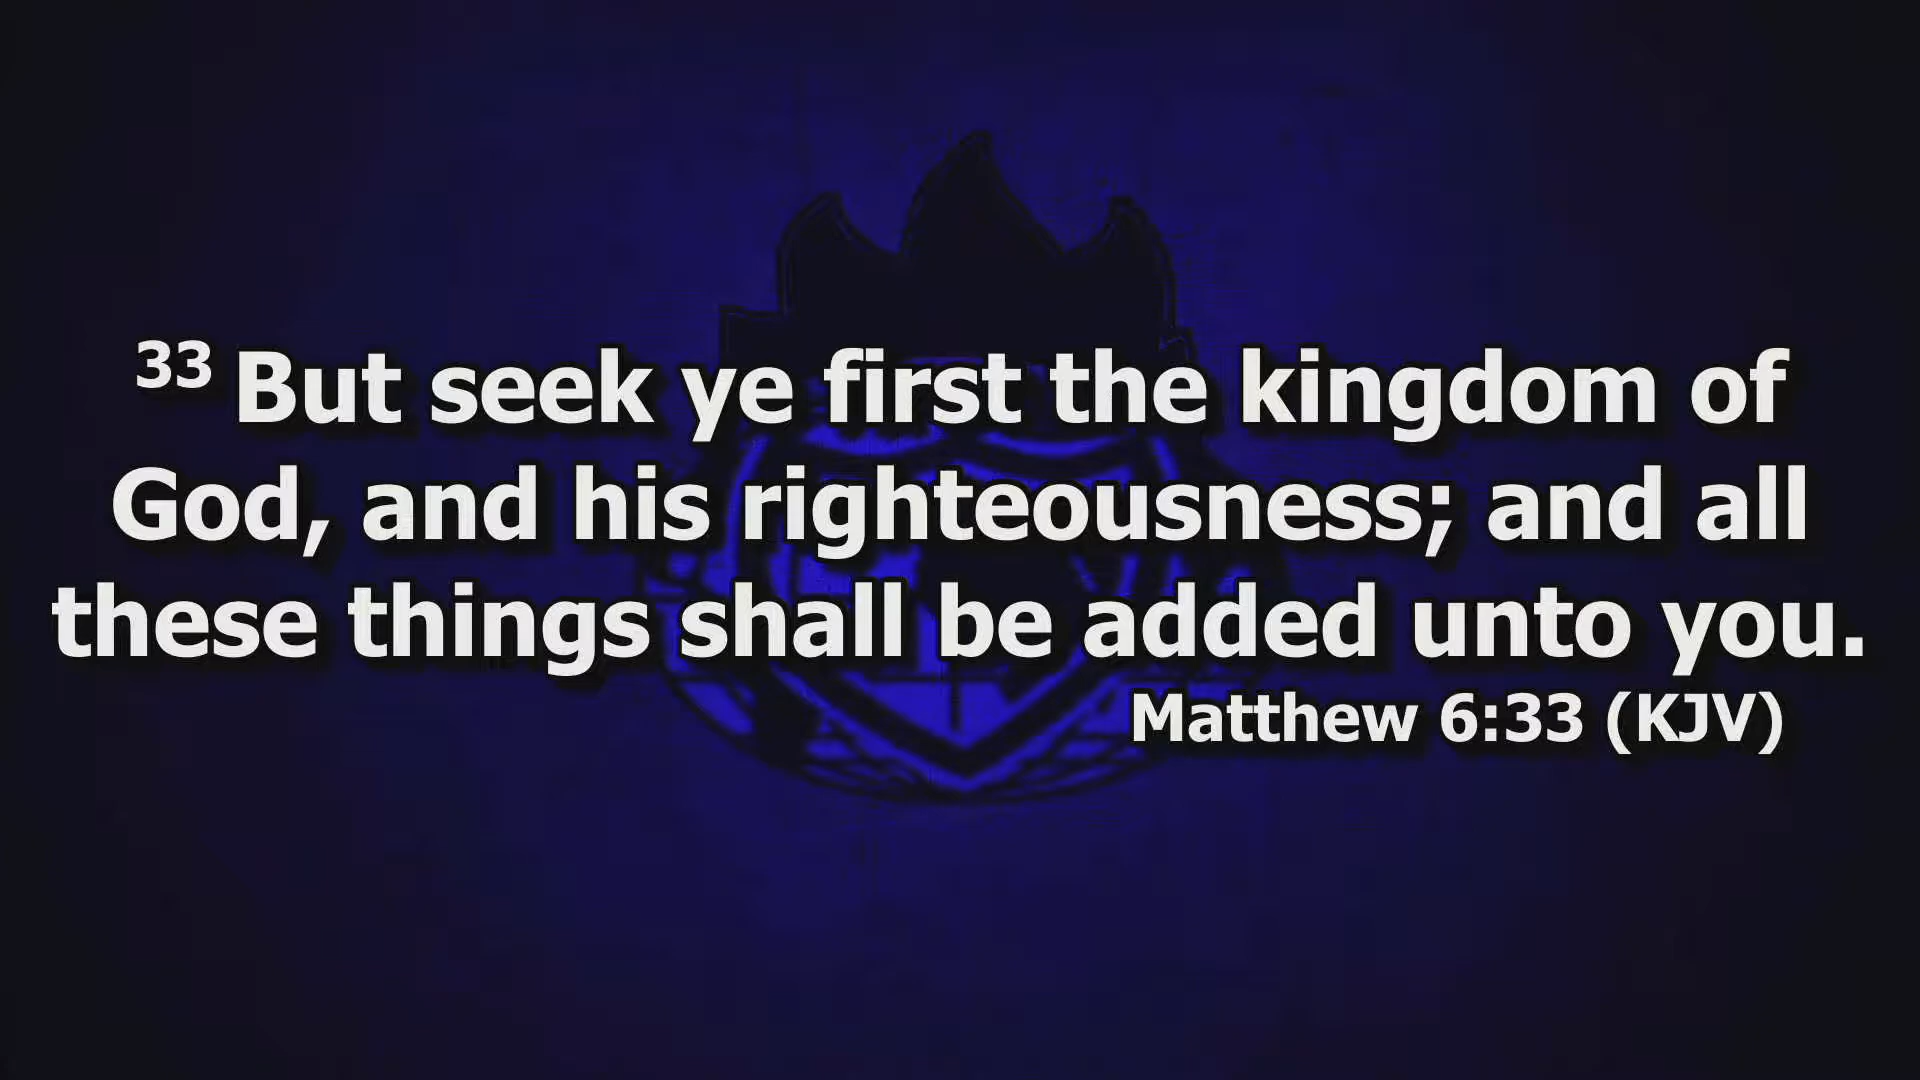 33 But seek ye first the kingdom of
God, and his righteousness; and all
these things shall be added unto you.
Matthew 6:33 (KJV)